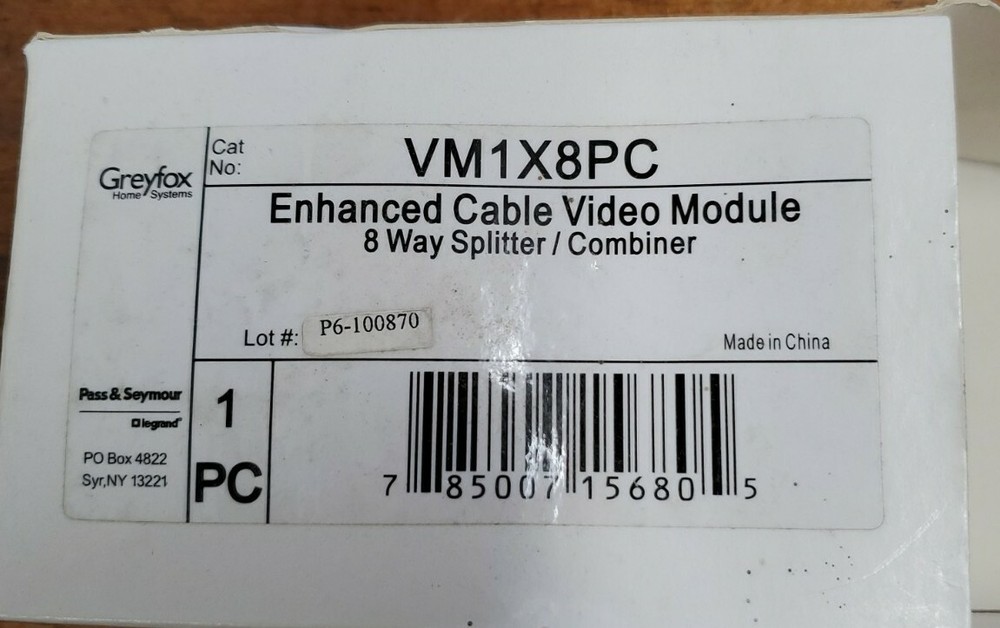 Greyfox
Home Systems
Cat
No:
VM1X8PC
Enhanced Cable Video Module
8 Way Splitter / Combiner
Lot #: P6-100870
Made in China
Pass & Seymour
legrand®
PO Box 4822
Syr,NY 13221
1
PC
7 85007 15680 5